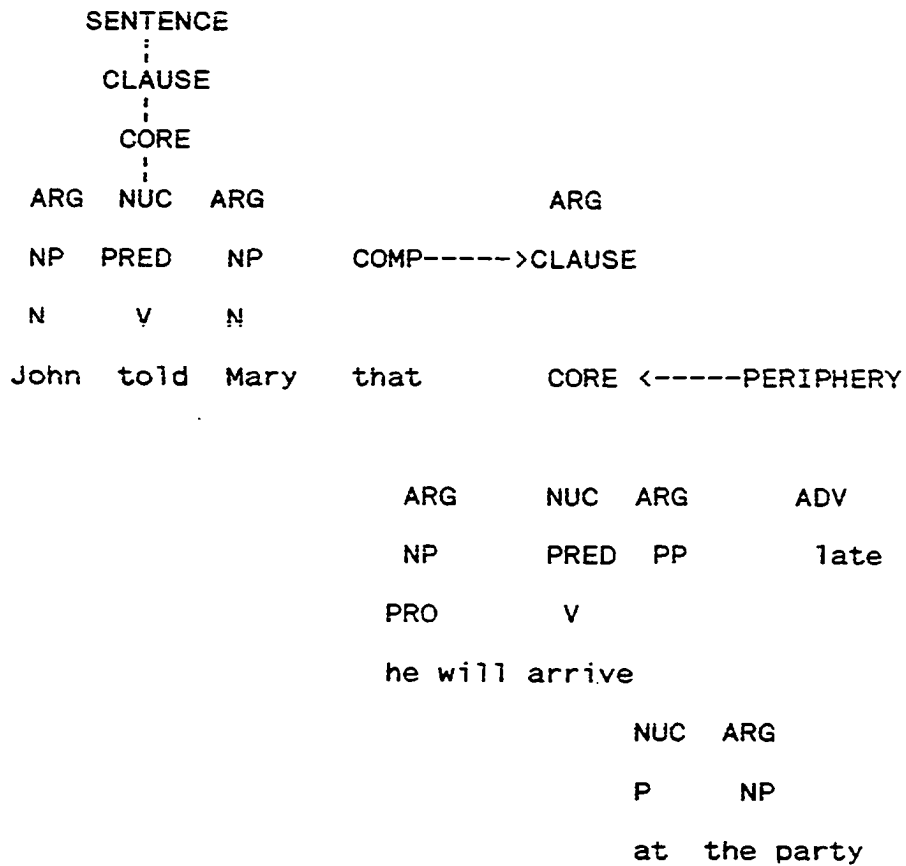 SENTENCE
CLAUSE
CORE
ARG NUC ARG ARG
NP PRED NP COMP----->CLAUSE
N V N
John told Mary that CORE <-----PERIPHERY
ARG NUC ARG ADV
NP PRED PP late
PRO V
he will arrive
NUC ARG
P NP
at the party